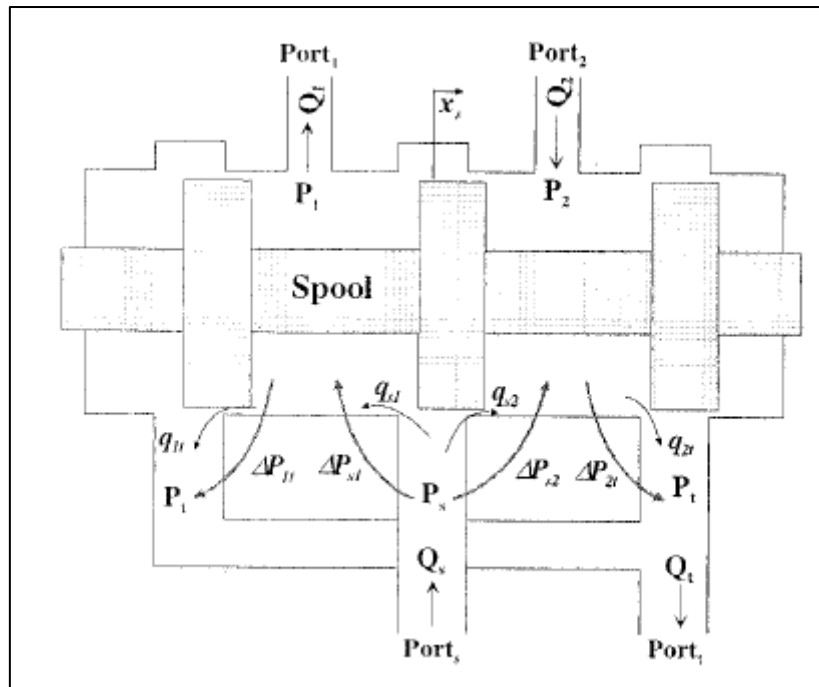 Port₁ Port₂
Q₁ xₛ Q₂
P₁ P₂
Spool
qₛ₁ qₛ₂
q₁ₜ q₂ₜ
ΔP₁ₜ ΔPₛ₁ ΔPₛ₂ ΔP₂ₜ
Pₜ Pₛ Pₜ
Qₛ Qₜ
Portₛ Portₜ